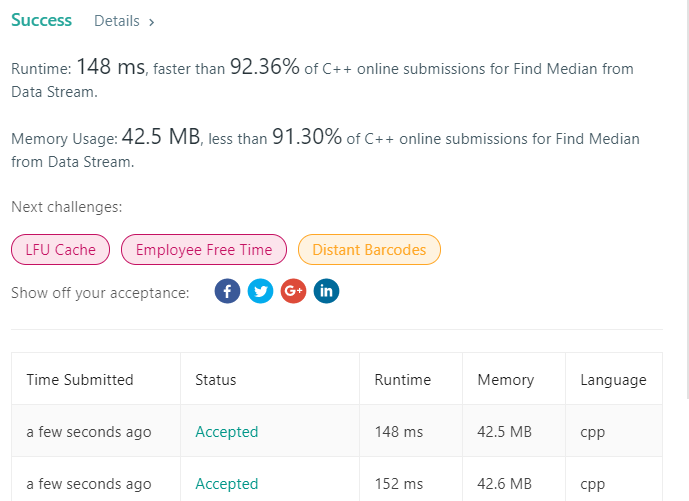 Success Details >
Runtime: 148 ms, faster than 92.36% of C++ online submissions for Find Median from
Data Stream.
Memory Usage: 42.5 MB, less than 91.30% of C++ online submissions for Find Median
from Data Stream.
Next challenges:
LFU Cache Employee Free Time Distant Barcodes
Show off your acceptance: f G+ in
Time Submitted Status Runtime Memory Language
a few seconds ago Accepted 148 ms 42.5 MB cpp
a few seconds ago Accepted 152 ms 42.6 MB cpp